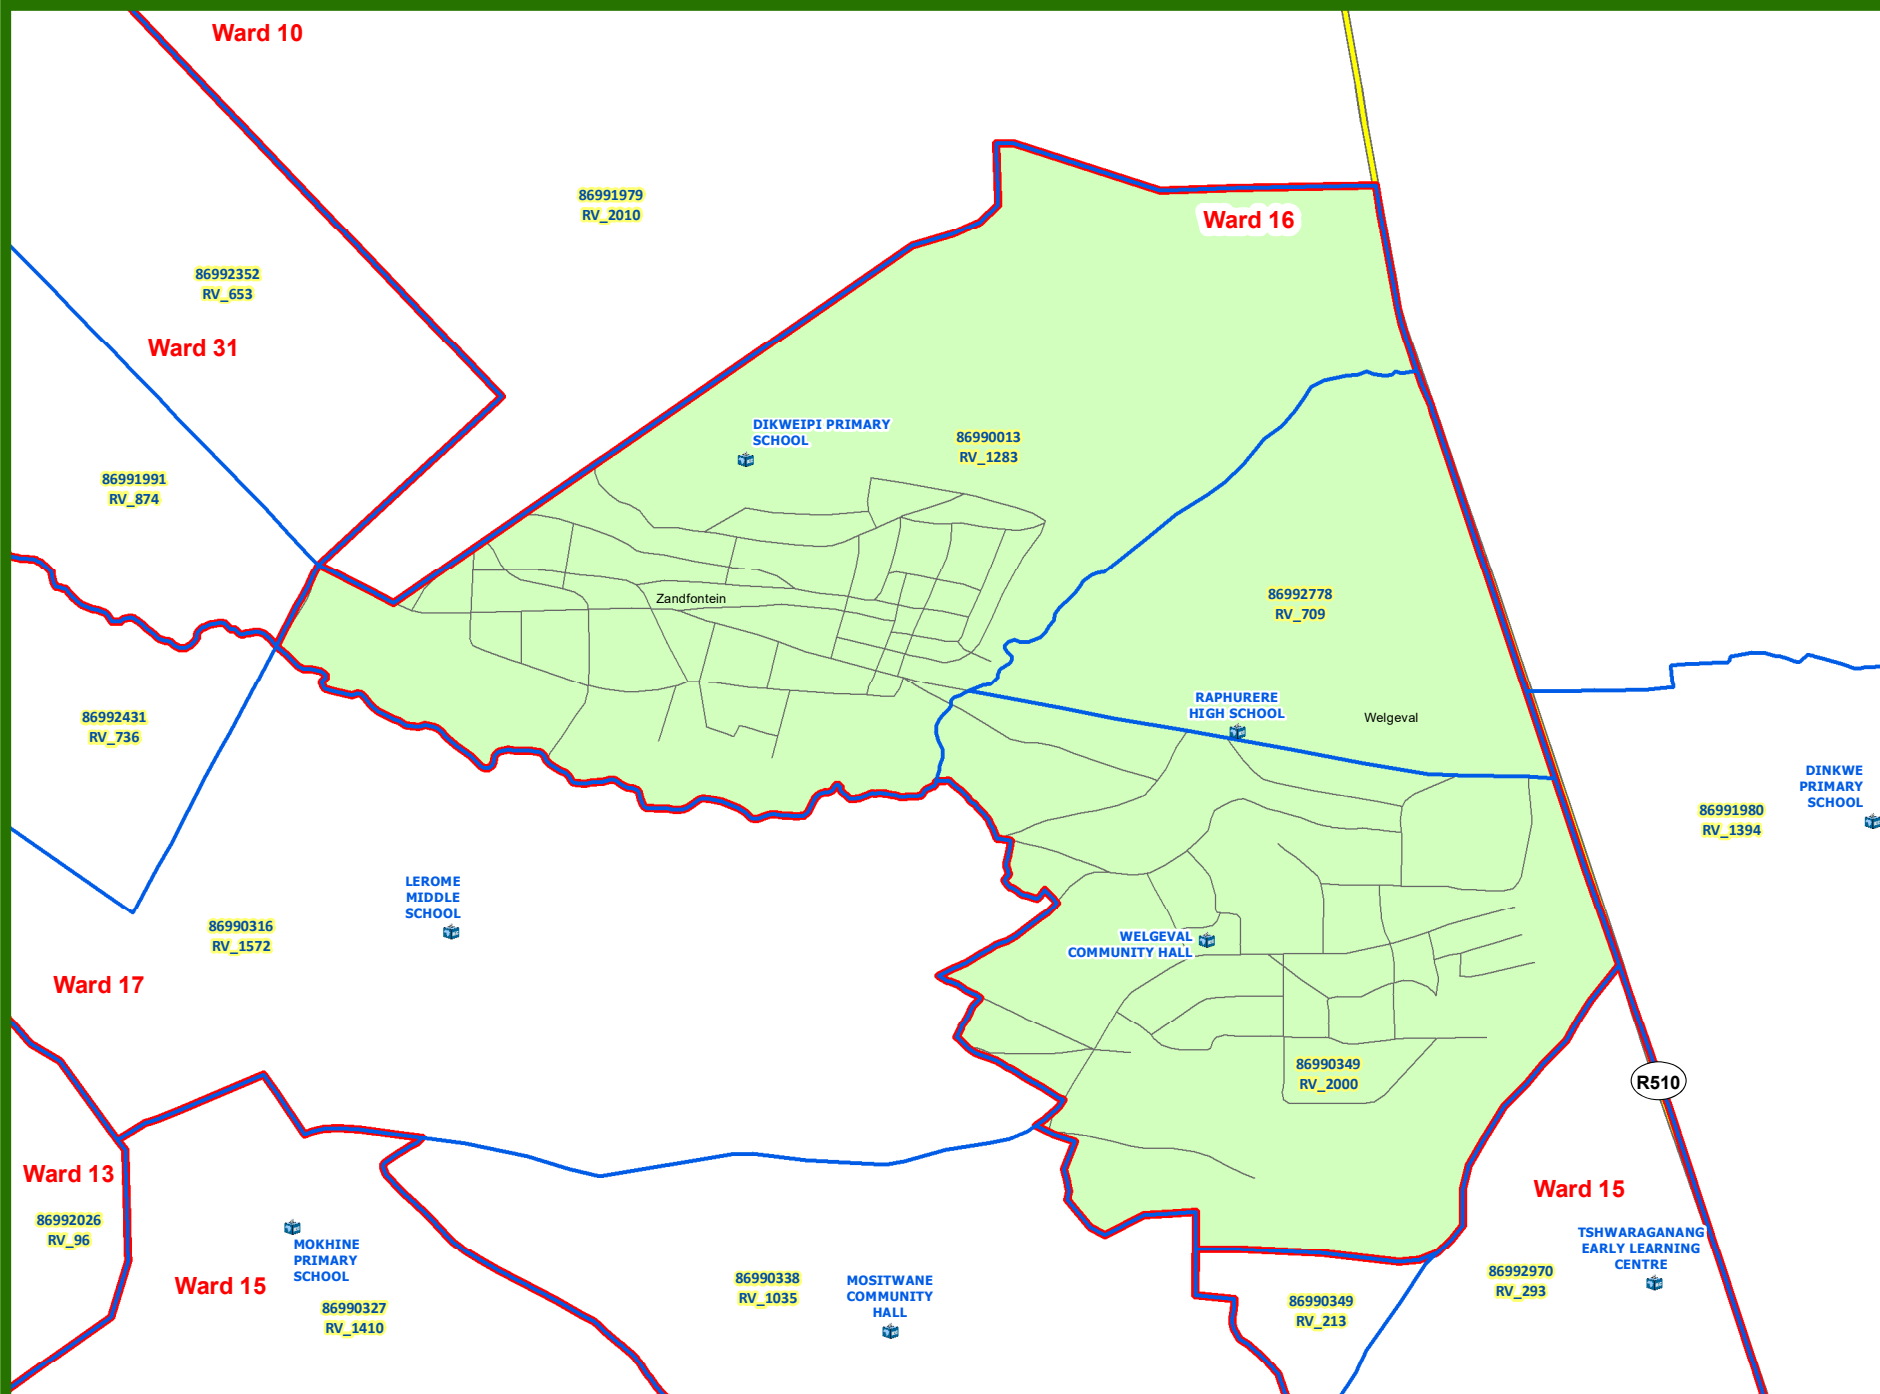 Ward 10
86991979
RV_2010
Ward 16
86992352
RV_653
Ward 31
DIKWEIPI PRIMARY
SCHOOL
86990013
RV_1283
86991991
RV_874
Zandfontein
86992778
RV_709
RAPHURERE
HIGH SCHOOL
Welgeval
86992431
RV_736
DINKWE
PRIMARY
SCHOOL
86991980
RV_1394
LEROME
MIDDLE
SCHOOL
86990316
RV_1572
WELGEVAL
COMMUNITY HALL
Ward 17
86990349
RV_2000
R510
Ward 13
86992026
RV_96
Ward 15
MOKHINE
PRIMARY
SCHOOL
TSHWARAGANANG
EARLY LEARNING
CENTRE
Ward 15
86990327
RV_1410
86990338
RV_1035
MOSITWANE
COMMUNITY
HALL
86992970
RV_293
86990349
RV_213